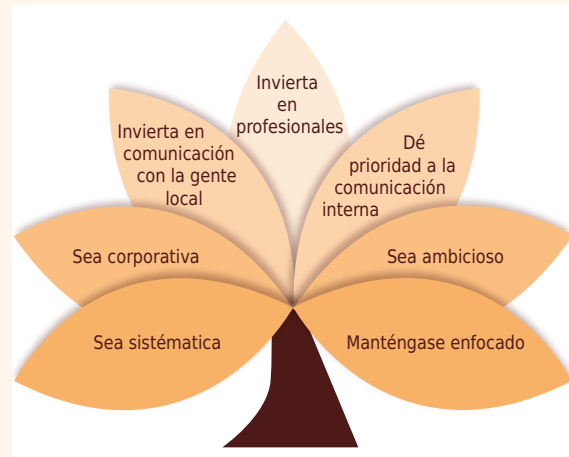 Invierta
en
profesionales
Invierta en
comunicación
con la gente
local
Dé
prioridad a la
comunicación
interna
Sea corporativa
Sea ambicioso
Sea sistématica
Manténgase enfocado